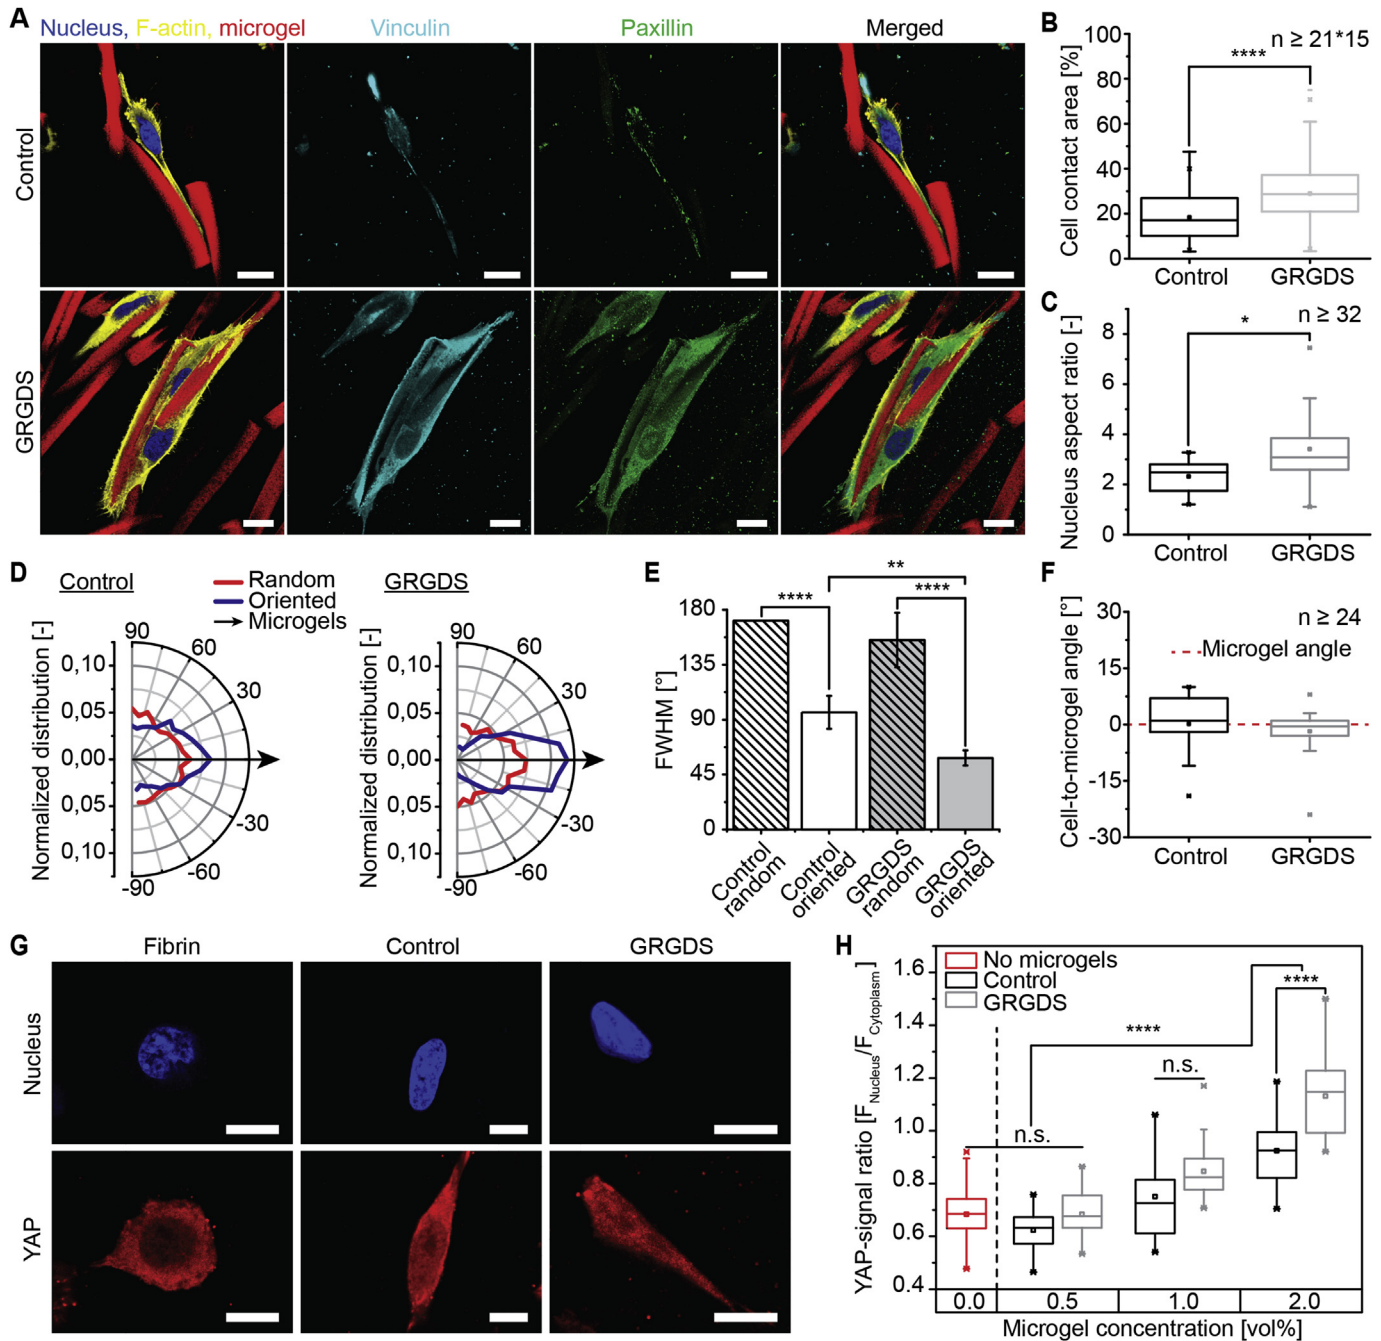 A
Nucleus, F-actin, microgel
Vinculin
Paxillin
Merged
Control
GRGDS
B
Cell contact area [%]
100
80
60
40
20
0
n ≥ 21*15
****
Control
GRGDS
C
Nucleus aspect ratio [-]
8
6
4
2
0
n ≥ 32
*
Control
GRGDS
D
Control
GRGDS
Random
Oriented
Microgels
Normalized distribution [-]
0,10
0,05
0,00
0,05
0,10
90
60
30
-30
-60
-90
Normalized distribution [-]
0,10
0,05
0,00
0,05
0,10
90
60
30
-30
-60
-90
E
FWHM [°]
180
135
90
45
0
****
**
****
Control random
Control oriented
GRGDS random
GRGDS oriented
F
Cell-to-microgel angle [°]
30
15
0
-15
-30
n ≥ 24
Microgel angle
Control
GRGDS
G
Fibrin
Control
GRGDS
Nucleus
YAP
H
YAP-signal ratio [FNucleus/FCytoplasm]
1.6
1.4
1.2
1.0
0.8
0.6
0.4
No microgels
Control
GRGDS
n.s.
****
n.s.
****
0.0
0.5
1.0
2.0
Microgel concentration [vol%]